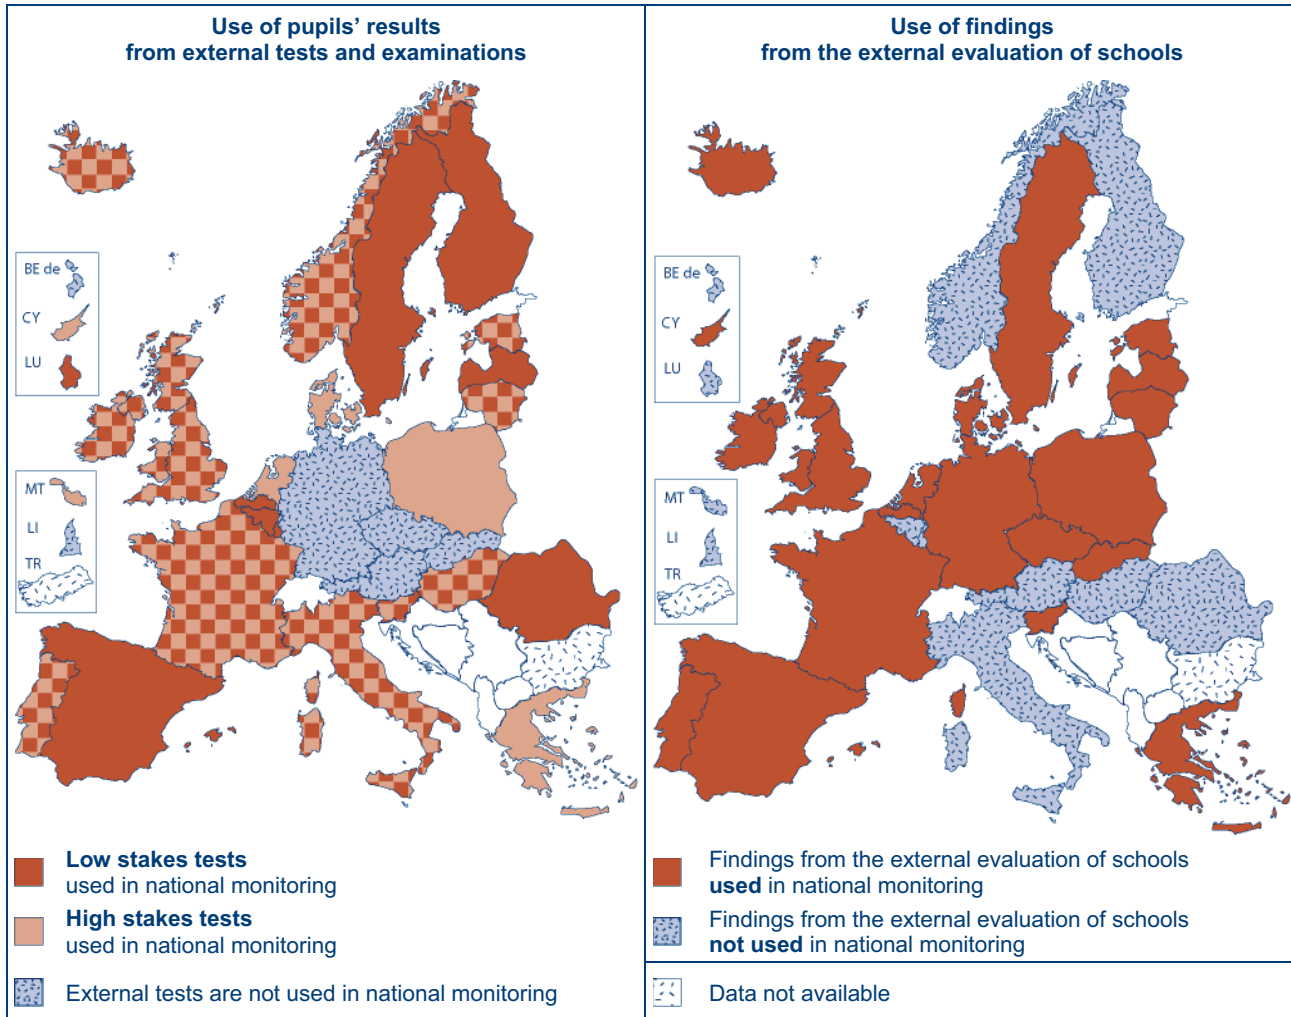 Use of pupils’ results
from external tests and examinations
BE de
CY
LU
MT
LI
TR
Low stakes tests
used in national monitoring
High stakes tests
used in national monitoring
External tests are not used in national monitoring
Use of findings
from the external evaluation of schools
BE de
CY
LU
MT
LI
TR
Findings from the external evaluation of schools
used in national monitoring
Findings from the external evaluation of schools
not used in national monitoring
Data not available